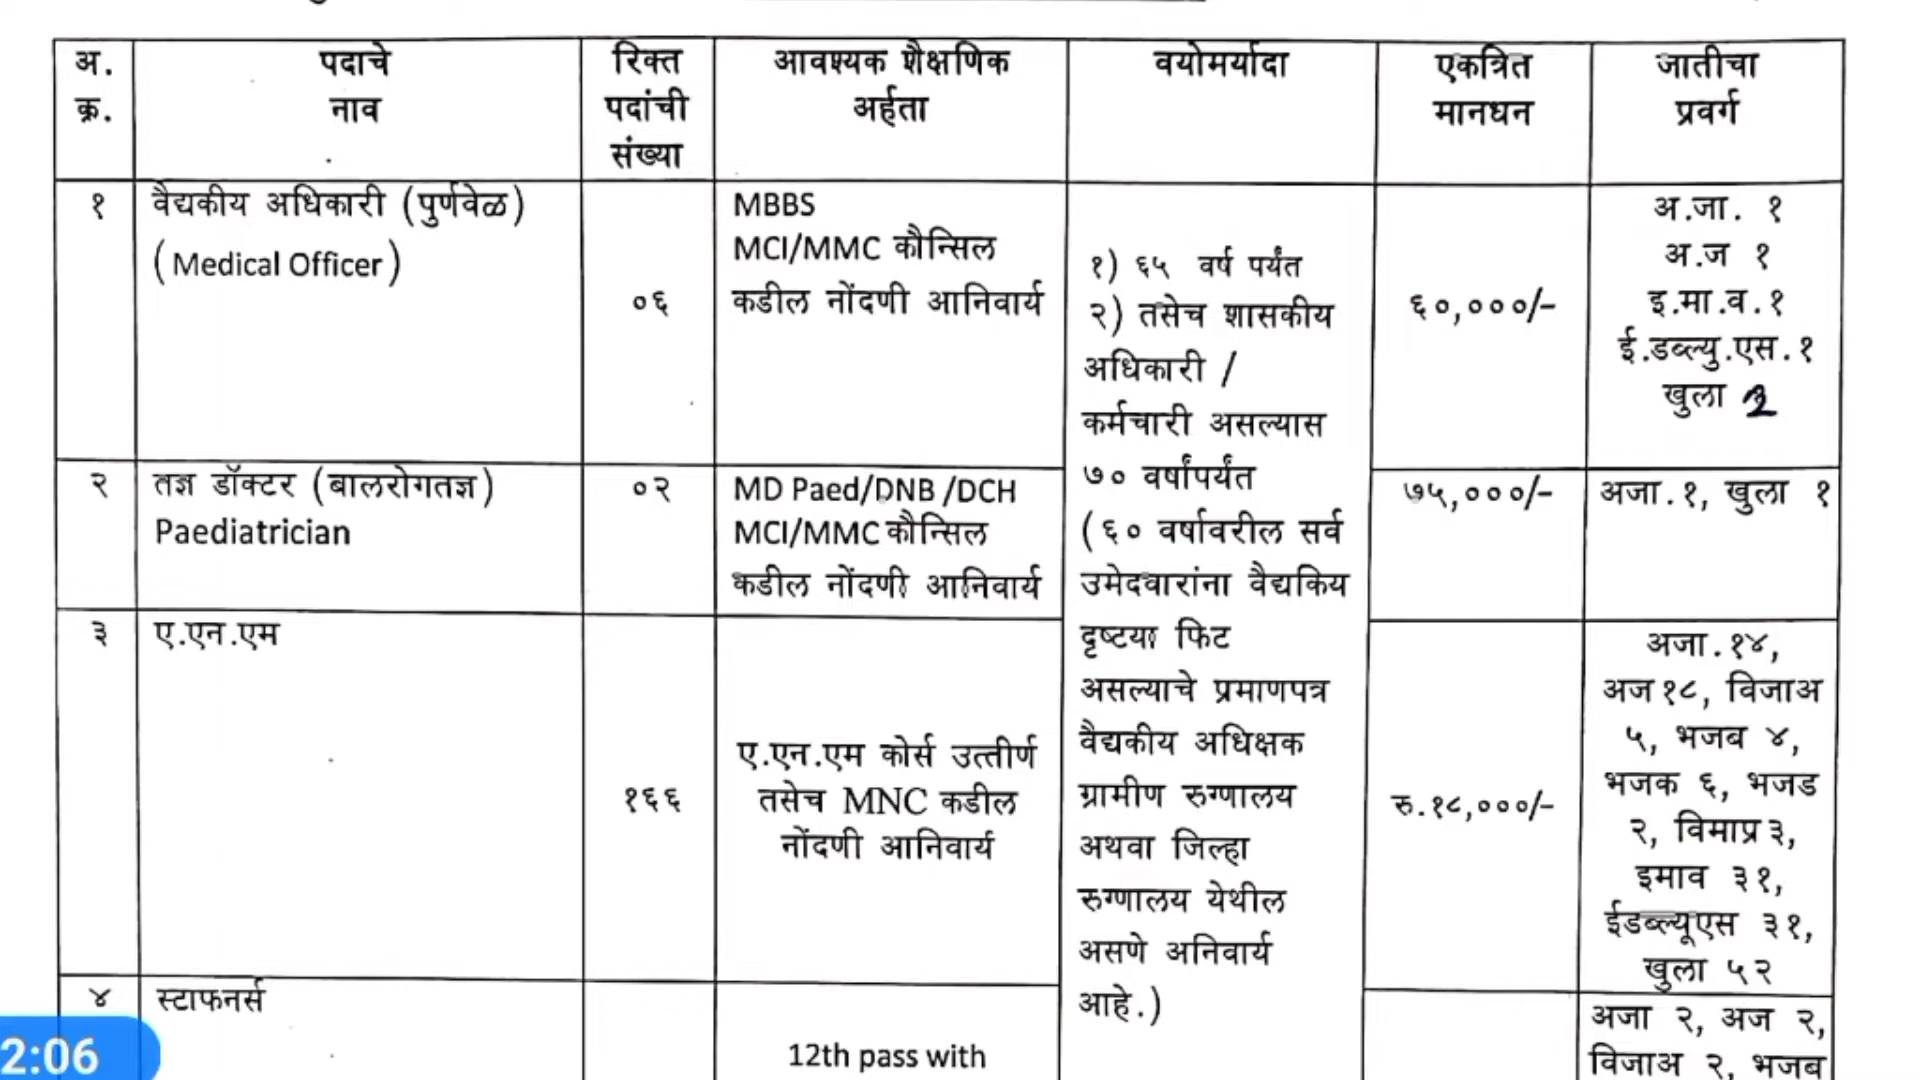 अ.
क्र.
पदाचे
नाव
रिक्त
पदांची
संख्या
आवश्यक शैक्षणिक
अर्हता
वयोमर्यादा
एकत्रित
मानधन
जातीचा
प्रवर्ग
१
वैद्यकीय अधिकारी (पुर्णवेळ)
(Medical Officer)
०६
MBBS
MCI/MMC कौन्सिल
कडील नोंदणी आनिवार्य
१) ६५ वर्ष पर्यंत
२) तसेच शासकीय
अधिकारी /
कर्मचारी असल्यास
७० वर्षांपर्यंत
(६० वर्षावरील सर्व
उमेदवारांना वैद्यकिय
दृष्टया फिट
असल्याचे प्रमाणपत्र
वैद्यकीय अधिक्षक
ग्रामीण रुग्णालय
अथवा जिल्हा
रुग्णालय येथील
असणे अनिवार्य
आहे.)
६०,०००/-
अ.जा. १
अ.ज १
इ.मा.व.१
ई.डब्ल्यु.एस.१
खुला २
२
तज्ञ डॉक्टर (बालरोगतज्ञ)
Paediatrician
०२
MD Paed/DNB /DCH
MCI/MMC कौन्सिल
कडील नोंदणी आनिवार्य
७५,०००/-
अजा.१, खुला १
३
ए.एन.एम
१६६
ए.एन.एम कोर्स उत्तीर्ण
तसेच MNC कडील
नोंदणी आनिवार्य
रु.१८,०००/-
अजा.१४,
अज १८, विजाअ
५, भजब ४,
भजक ६, भजड
२, विमाप्र ३,
इमाव ३१,
ईडब्ल्यूएस ३१,
खुला ५२
४
स्टाफनर्स
12th pass with
अजा २, अज २,
विजाअ २, भजब
2:06